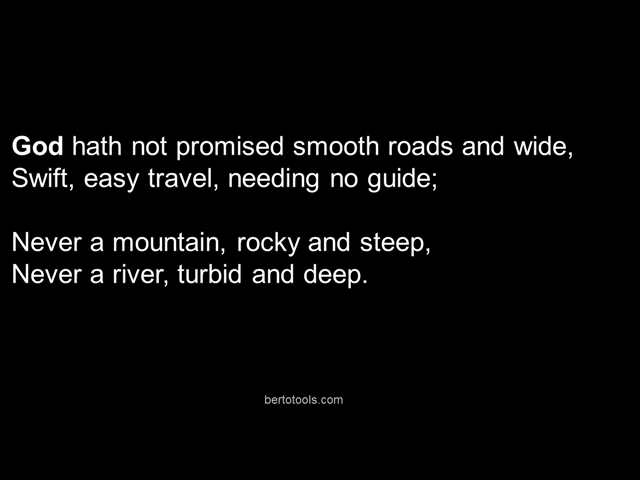 God hath not promised smooth roads and wide,
Swift, easy travel, needing no guide;
Never a mountain, rocky and steep,
Never a river, turbid and deep.
bertotools.com